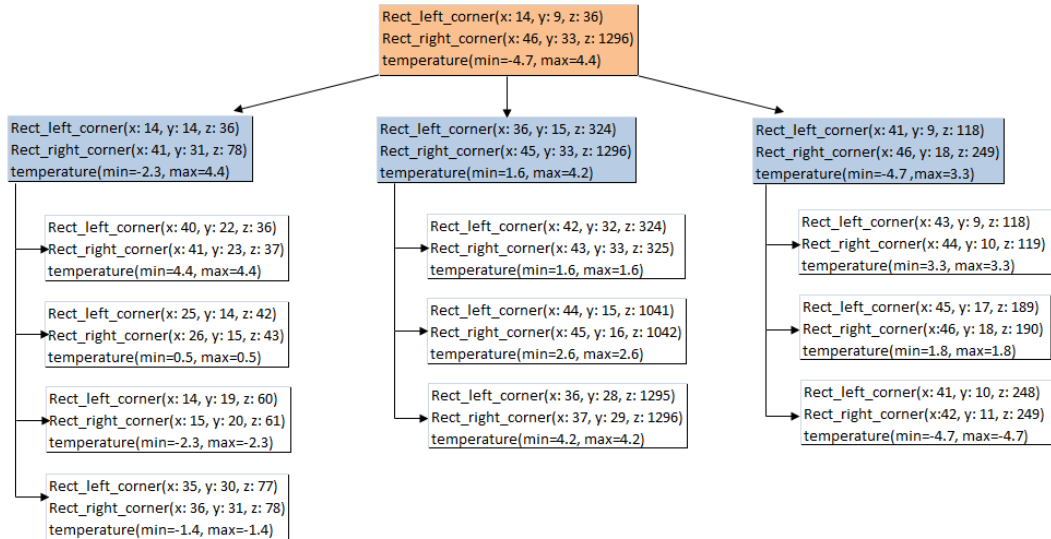 Rect_left_corner(x: 14, y: 9, z: 36)
Rect_right_corner(x: 46, y: 33, z: 1296)
temperature(min=-4.7, max=4.4)
Rect_left_corner(x: 14, y: 14, z: 36)
Rect_right_corner(x: 41, y: 31, z: 78)
temperature(min=-2.3, max=4.4)
Rect_left_corner(x: 36, y: 15, z: 324)
Rect_right_corner(x: 45, y: 33, z: 1296)
temperature(min=1.6, max=4.2)
Rect_left_corner(x: 41, y: 9, z: 118)
Rect_right_corner(x: 46, y: 18, z: 249)
temperature(min=-4.7 ,max=3.3)
Rect_left_corner(x: 40, y: 22, z: 36)
Rect_right_corner(x: 41, y: 23, z: 37)
temperature(min=4.4, max=4.4)
Rect_left_corner(x: 25, y: 14, z: 42)
Rect_right_corner(x: 26, y: 15, z: 43)
temperature(min=0.5, max=0.5)
Rect_left_corner(x: 14, y: 19, z: 60)
Rect_right_corner(x: 15, y: 20, z: 61)
temperature(min=-2.3, max=-2.3)
Rect_left_corner(x: 35, y: 30, z: 77)
Rect_right_corner(x: 36, y: 31, z: 78)
temperature(min=-1.4, max=-1.4)
Rect_left_corner(x: 42, y: 32, z: 324)
Rect_right_corner(x: 43, y: 33, z: 325)
temperature(min=1.6, max=1.6)
Rect_left_corner(x: 44, y: 15, z: 1041)
Rect_right_corner(x: 45, y: 16, z: 1042)
temperature(min=2.6, max=2.6)
Rect_left_corner(x: 36, y: 28, z: 1295)
Rect_right_corner(x: 37, y: 29, z: 1296)
temperature(min=4.2, max=4.2)
Rect_left_corner(x: 43, y: 9, z: 118)
Rect_right_corner(x: 44, y: 10, z: 119)
temperature(min=3.3, max=3.3)
Rect_left_corner(x: 45, y: 17, z: 189)
Rect_right_corner(x:46, y: 18, z: 190)
temperature(min=1.8, max=1.8)
Rect_left_corner(x: 41, y: 10, z: 248)
Rect_right_corner(x:42, y: 11, z: 249)
temperature(min=-4.7, max=-4.7)